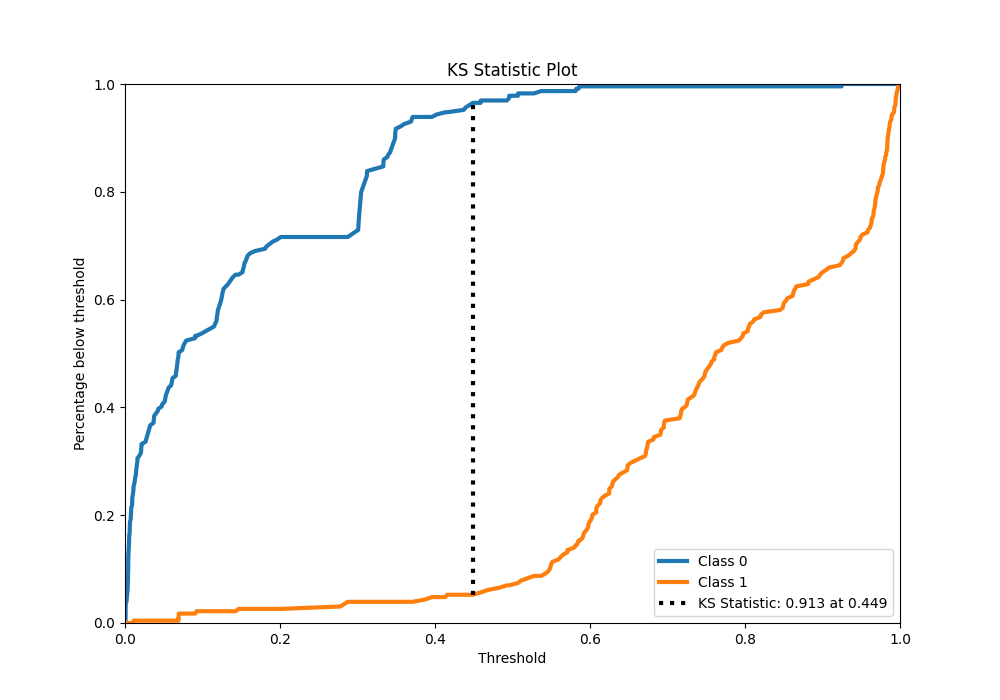 KS Statistic Plot
Percentage below threshold
1.0
0.8
0.6
0.4
0.2
0.0
0.0 0.2 0.4 0.6 0.8 1.0
Threshold
Class 0
Class 1
KS Statistic: 0.913 at 0.449